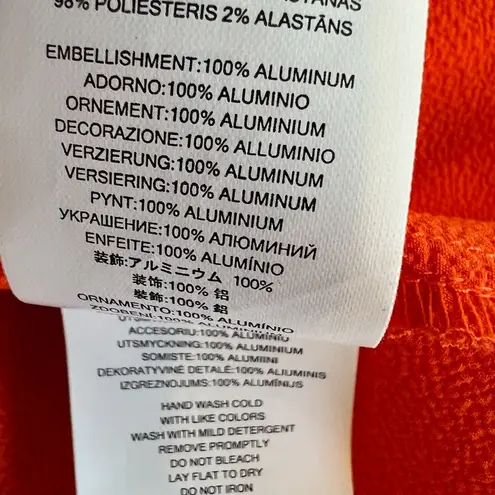 98% POLIESTERIS 2% ALASTĀNS
EMBELLISHMENT:100% ALUMINUM
ADORNO:100% ALUMINIO
ORNEMENT:100% ALUMINIUM
DECORAZIONE:100% ALLUMINIO
VERZIERUNG:100% ALUMINUM
VERSIERING:100% ALUMINIUM
PYNT:100% ALUMINIUM
УКРАШЕНИЕ:100% АЛЮМИНИЙ
ENFEITE:100% ALUMÍNIO
装飾:アルミニウム 100%
装饰:100% 铝
裝飾:100% 鋁
ORNAMENTO:100% ALUMÍNIO
ACCESORIU:100% ALUMINIU
UTSMYCKNING:100% ALUMINIUM
SOMISTE:100% ALUMIINI
DEKORATYVINĖ DETALĖ:100% ALIUMINIS
IZGREZNOJUMS:100% ALUMĪNIJS
HAND WASH COLD
WITH LIKE COLORS
WASH WITH MILD DETERGENT
REMOVE PROMPTLY
DO NOT BLEACH
LAY FLAT TO DRY
DO NOT IRON